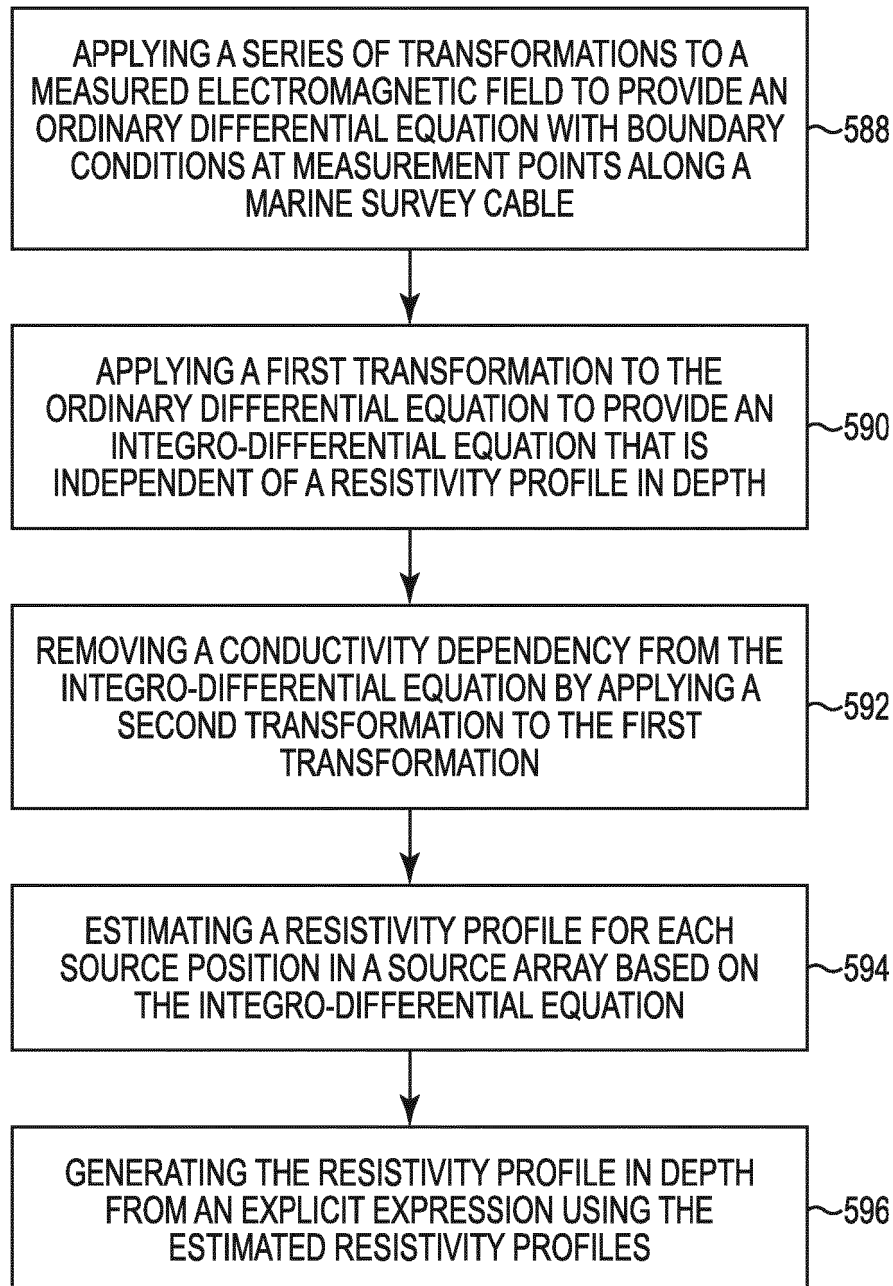 APPLYING A SERIES OF TRANSFORMATIONS TO A
MEASURED ELECTROMAGNETIC FIELD TO PROVIDE AN
ORDINARY DIFFERENTIAL EQUATION WITH BOUNDARY
CONDITIONS AT MEASUREMENT POINTS ALONG A
MARINE SURVEY CABLE
588
APPLYING A FIRST TRANSFORMATION TO THE
ORDINARY DIFFERENTIAL EQUATION TO PROVIDE AN
INTEGRO-DIFFERENTIAL EQUATION THAT IS
INDEPENDENT OF A RESISTIVITY PROFILE IN DEPTH
590
REMOVING A CONDUCTIVITY DEPENDENCY FROM THE
INTEGRO-DIFFERENTIAL EQUATION BY APPLYING A
SECOND TRANSFORMATION TO THE FIRST
TRANSFORMATION
592
ESTIMATING A RESISTIVITY PROFILE FOR EACH
SOURCE POSITION IN A SOURCE ARRAY BASED ON
THE INTEGRO-DIFFERENTIAL EQUATION
594
GENERATING THE RESISTIVITY PROFILE IN DEPTH
FROM AN EXPLICIT EXPRESSION USING THE
ESTIMATED RESISTIVITY PROFILES
596